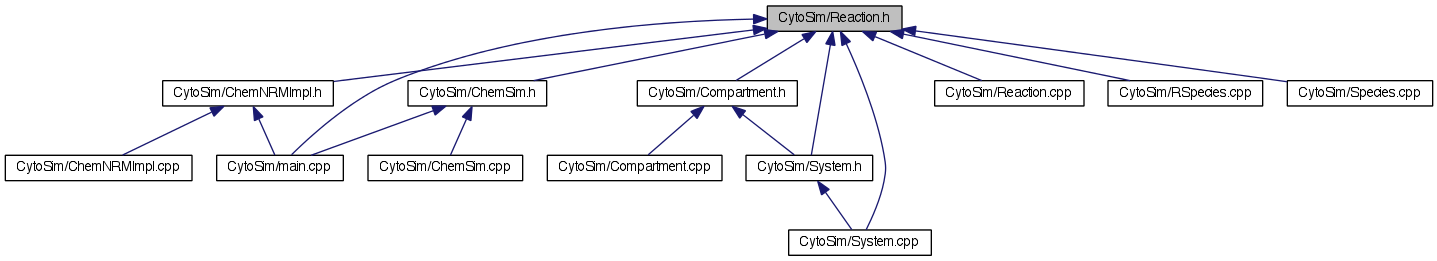 CytoSim/Reaction.h
CytoSim/ChemNRMImpl.h
CytoSim/ChemSim.h
CytoSim/Compartment.h
CytoSim/Reaction.cpp
CytoSim/RSpecies.cpp
CytoSim/Species.cpp
CytoSim/ChemNRMImpl.cpp
CytoSim/main.cpp
CytoSim/ChemSim.cpp
CytoSim/Compartment.cpp
CytoSim/System.h
CytoSim/System.cpp